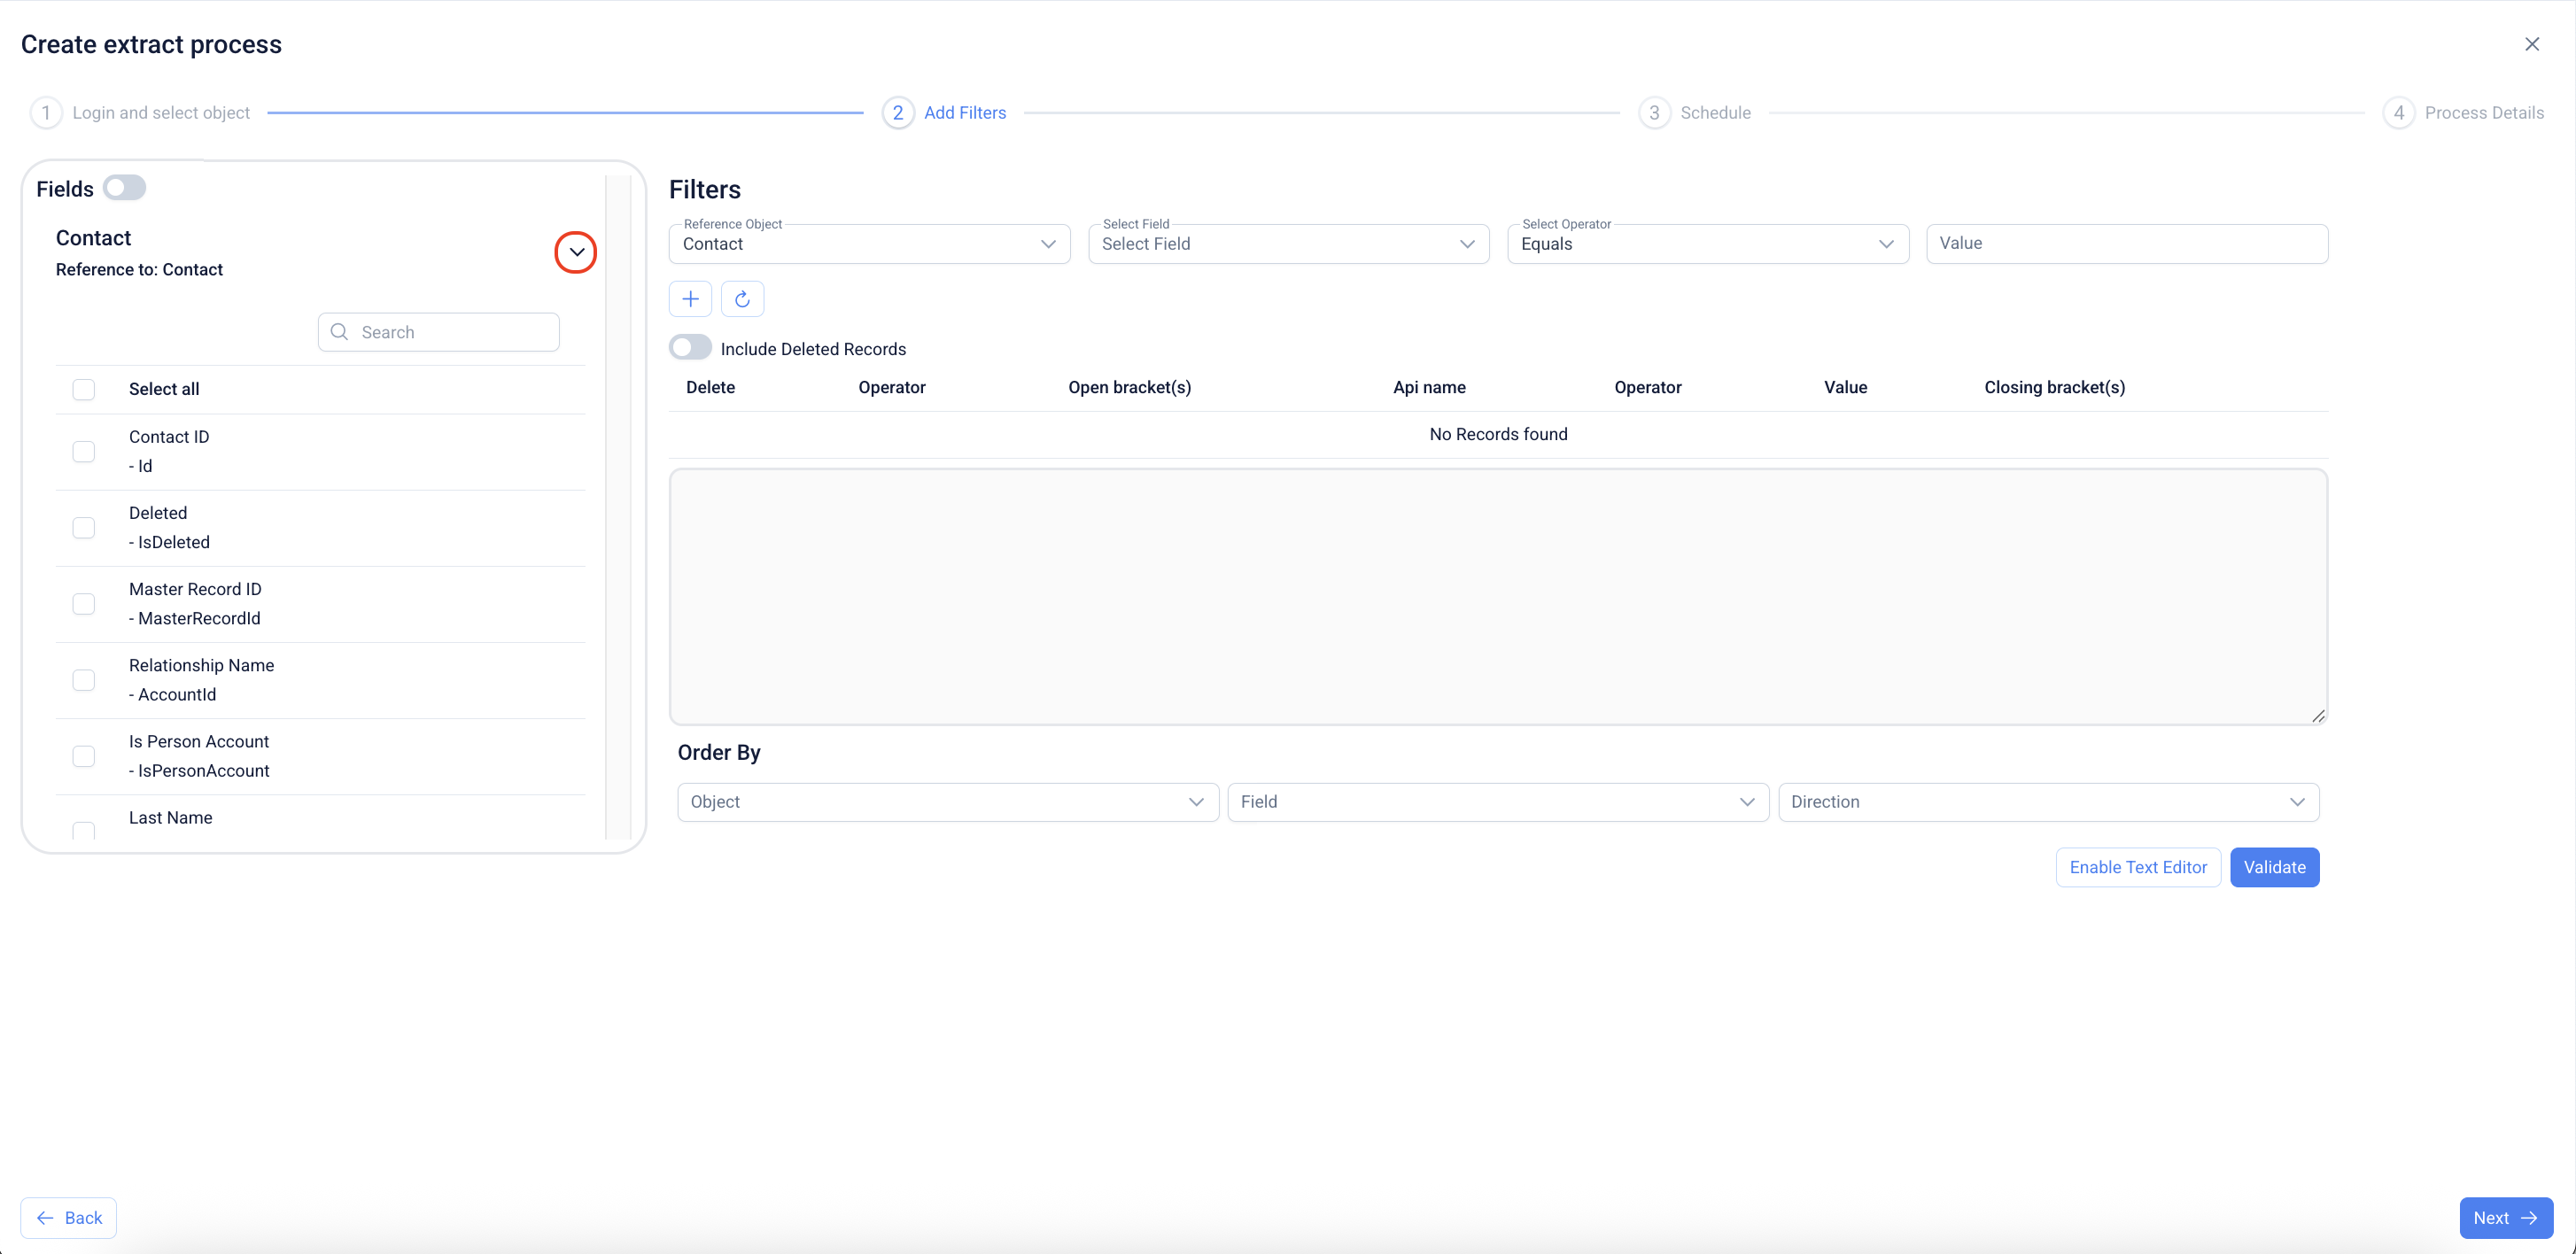 Create extract process
1 Login and select object
2 Add Filters
3 Schedule
4 Process Details
Fields
Contact
Reference to: Contact
Search
Select all
Contact ID
- Id
Deleted
- IsDeleted
Master Record ID
- MasterRecordId
Relationship Name
- AccountId
Is Person Account
- IsPersonAccount
Last Name
Filters
Reference Object
Contact
Select Field
Select Field
Select Operator
Equals
Value
Include Deleted Records
Delete Operator Open bracket(s) Api name Operator Value Closing bracket(s)
No Records found
Order By
Object
Field
Direction
Enable Text Editor
Validate
Back
Next